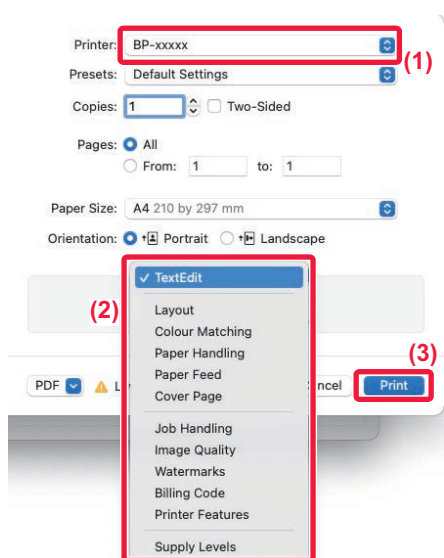 Printer: BP-xxxxx
(1)
Presets: Default Settings
Copies: 1 Two-Sided
Pages: All
From: 1 to: 1
Paper Size: A4 210 by 297 mm
Orientation: Portrait Landscape
(2)
✓ TextEdit
Layout
Colour Matching
Paper Handling
Paper Feed
Cover Page
Job Handling
Image Quality
Watermarks
Billing Code
Printer Features
Supply Levels
(3)
PDF L ncel Print